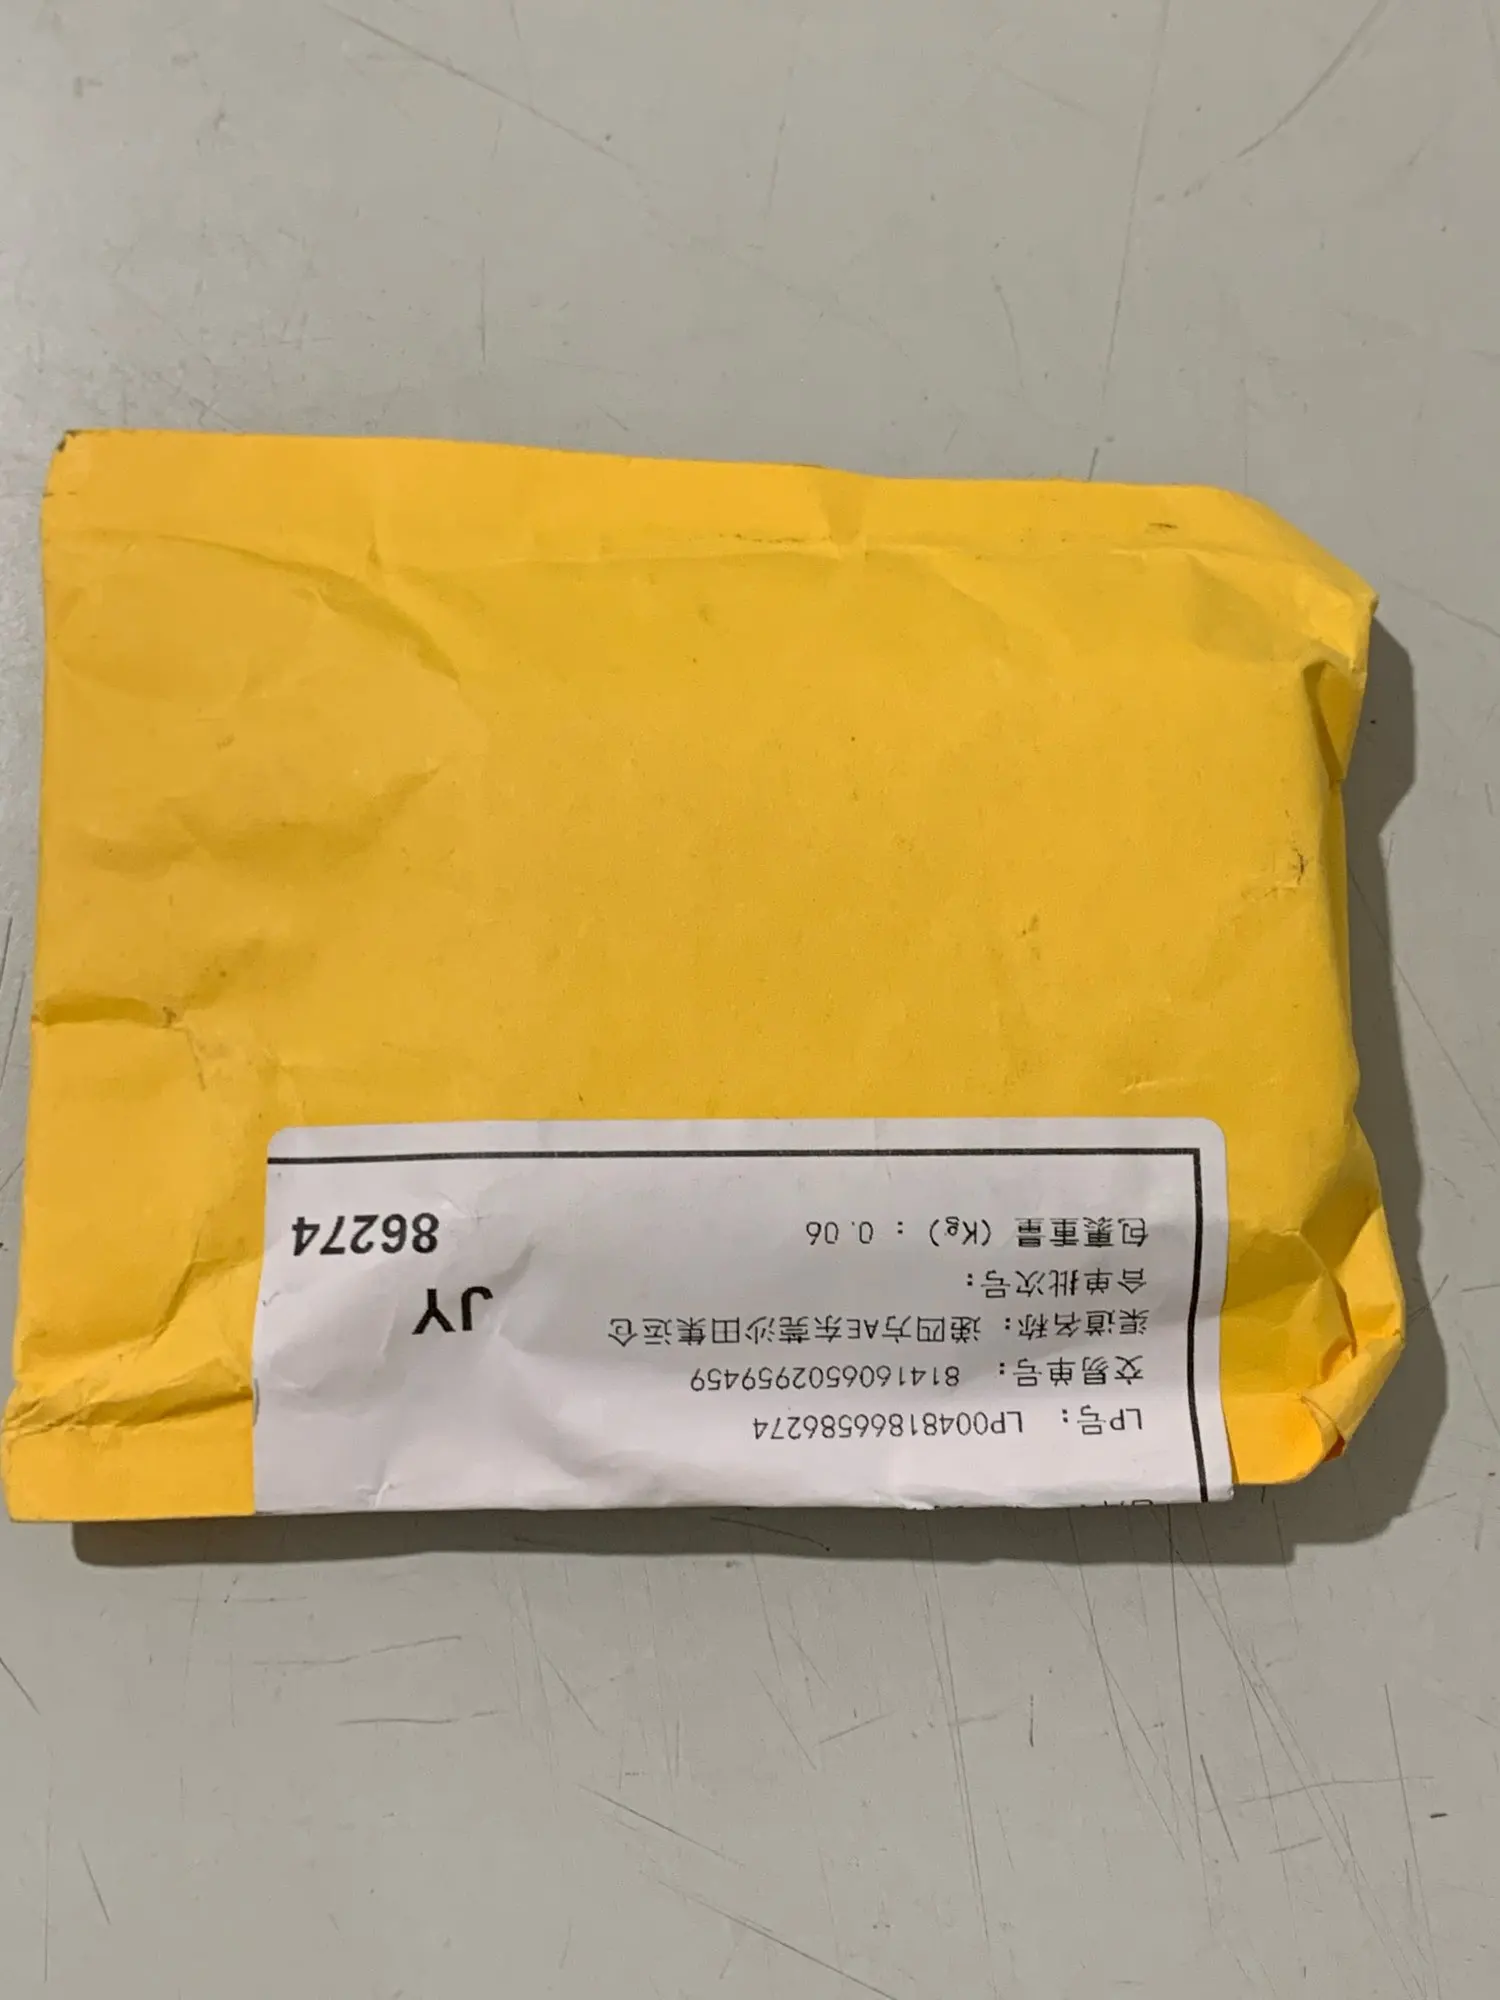 LP号： LP00481866586274
交易单号： 8141606502959459
渠道名称：递四方AE东莞沙田集运仓
合单批次号：
包裹重量（Kg）：0.06
JY
86274